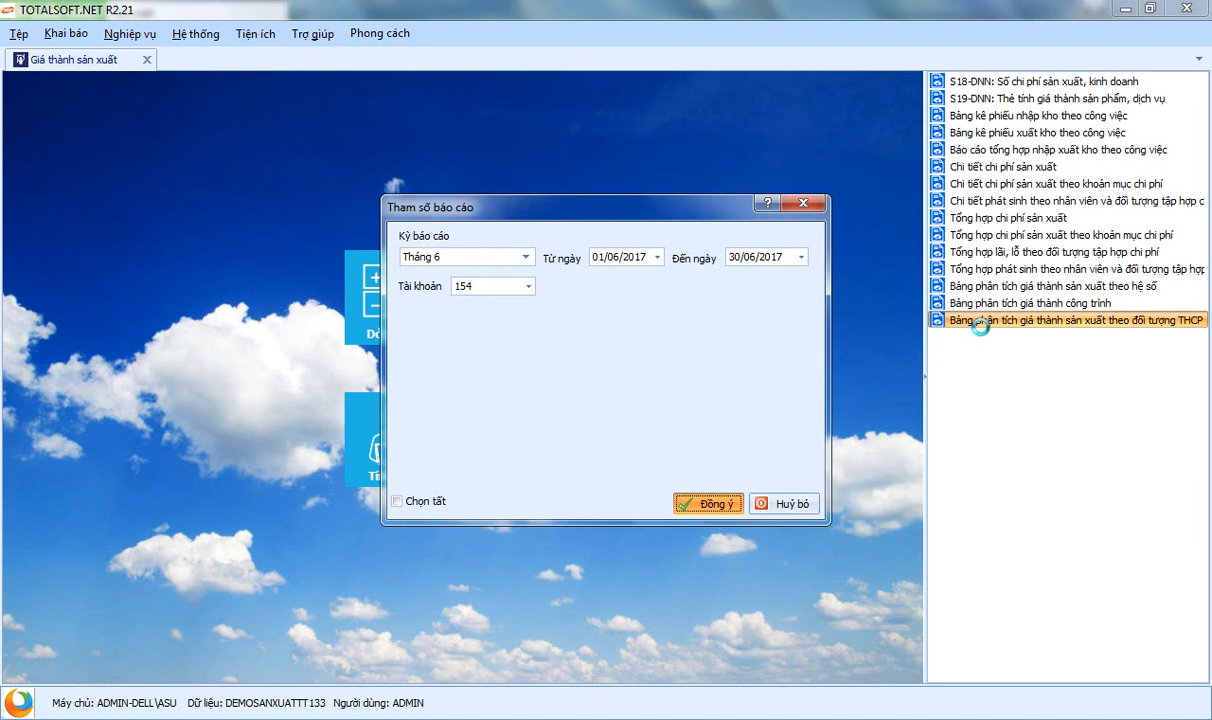 TOTALSOFT.NET R2.21
Tệp Khai báo Nghiệp vụ Hệ thống Tiện ích Trợ giúp Phong cách
Giá thành sản xuất
Tham số báo cáo
Kỳ báo cáo
Tháng 6 Từ ngày 01/06/2017 Đến ngày 30/06/2017
Tài khoản 154
Chọn tất Đồng ý Huỷ bỏ
S18-DNN: Sổ chi phí sản xuất, kinh doanh
S19-DNN: Thẻ tính giá thành sản phẩm, dịch vụ
Bảng kê phiếu nhập kho theo công việc
Bảng kê phiếu xuất kho theo công việc
Báo cáo tổng hợp nhập xuất kho theo công việc
Chi tiết chi phí sản xuất
Chi tiết chi phí sản xuất theo khoản mục chi phí
Chi tiết phát sinh theo nhân viên và đối tượng tập hợp c
Tổng hợp chi phí sản xuất
Tổng hợp chi phí sản xuất theo khoản mục chi phí
Tổng hợp lãi, lỗ theo đối tượng tập hợp chi phí
Tổng hợp phát sinh theo nhân viên và đối tượng tập hợp
Bảng phân tích giá thành sản xuất theo hệ số
Bảng phân tích giá thành công trình
Bảng phân tích giá thành sản xuất theo đối tượng THCP
Máy chủ: ADMIN-DELL\ASU Dữ liệu: DEMOSANXUATTT133 Người dùng: ADMIN